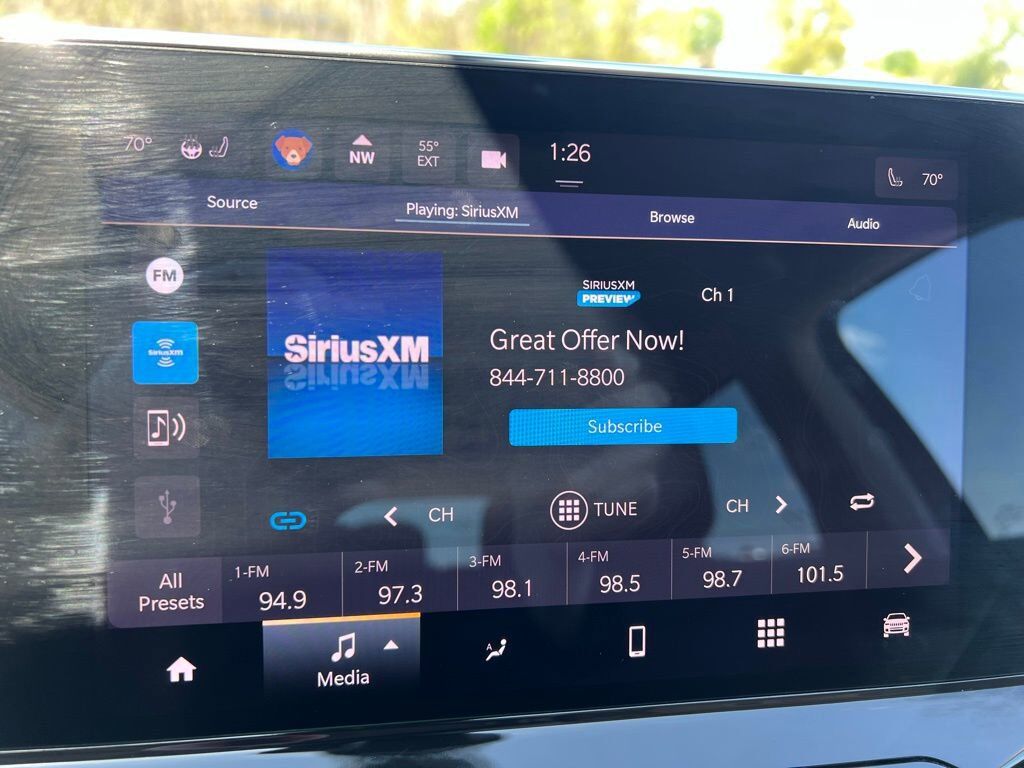 70°
NW
55°
EXT
1:26
70°
Source
Playing: SiriusXM
Browse
Audio
FM
SiriusXM
SiriusXM
SIRIUSXM
PREVIEW
Ch 1
Great Offer Now!
844-711-8800
Subscribe
CH
TUNE
CH
All
Presets
1-FM
94.9
2-FM
97.3
3-FM
98.1
4-FM
98.5
5-FM
98.7
6-FM
101.5
Media
A